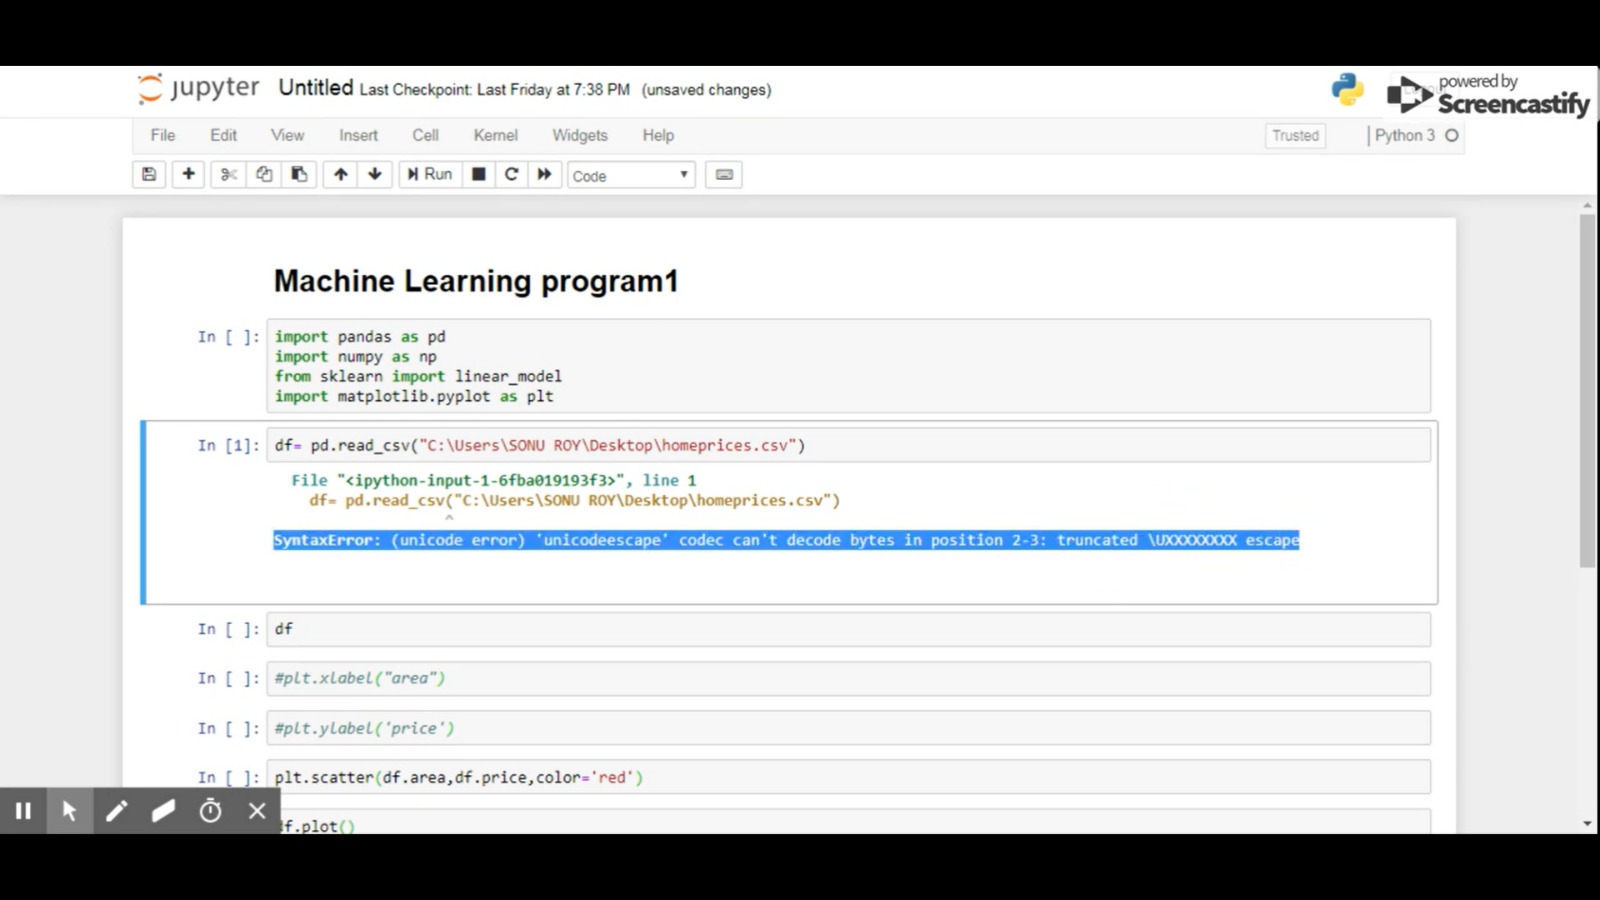 jupyter Untitled Last Checkpoint: Last Friday at 7:38 PM (unsaved changes)
powered by
Screencastify
File Edit View Insert Cell Kernel Widgets Help Trusted Python 3
Run Code
Machine Learning program1
In [ ]: import pandas as pd
import numpy as np
from sklearn import linear_model
import matplotlib.pyplot as plt
In [1]: df= pd.read_csv("C:\Users\SONU ROY\Desktop\homeprices.csv")
File "<ipython-input-1-6fba019193f3>", line 1
df= pd.read_csv("C:\Users\SONU ROY\Desktop\homeprices.csv")
^
SyntaxError: (unicode error) 'unicodeescape' codec can't decode bytes in position 2-3: truncated \UXXXXXXXX escape
In [ ]: df
In [ ]: #plt.xlabel("area")
In [ ]: #plt.ylabel('price')
In [ ]: plt.scatter(df.area,df.price,color='red')
df.plot()